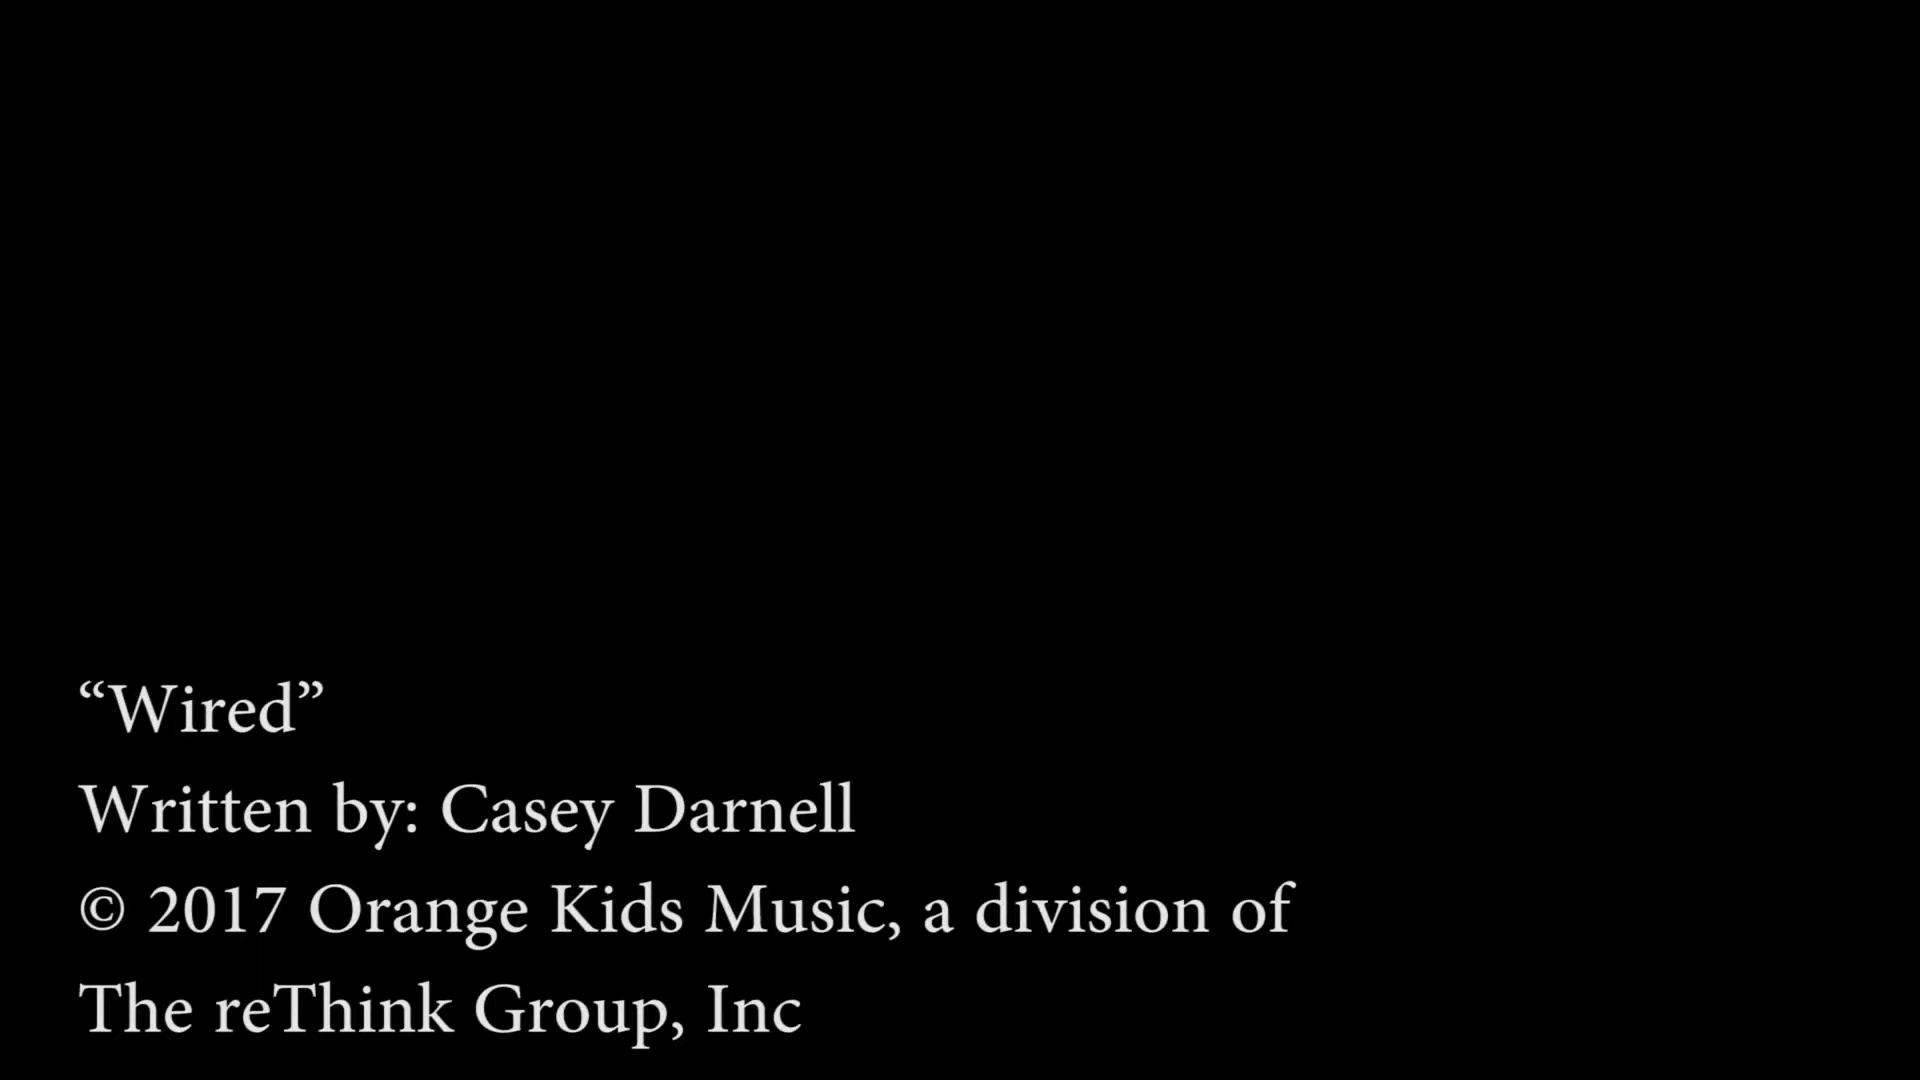 “Wired”
Written by: Casey Darnell
© 2017 Orange Kids Music, a division of
The reThink Group, Inc